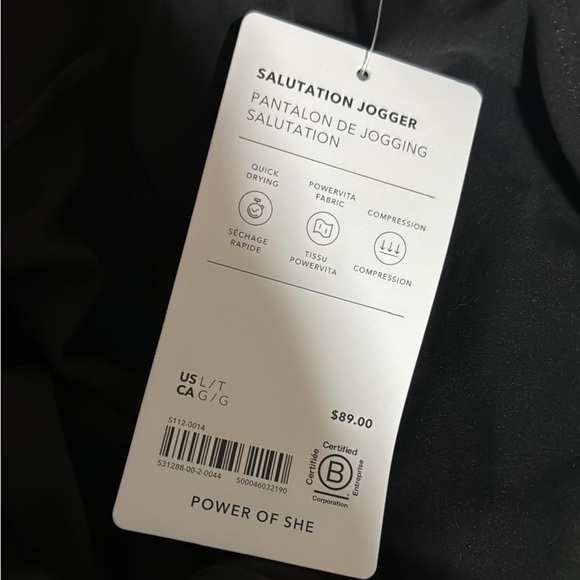 SALUTATION JOGGER
PANTALON DE JOGGING
SALUTATION
QUICK
DRYING
SÉCHAGE
RAPIDE
POWERVITA
FABRIC
TISSU
POWERVITA
COMPRESSION
COMPRESSION
US L/T
CA G/G
$89.00
S112-0014
531288-00-2-0044 500046032190
Certified
Certifiée
B
Entreprise
Corporation
POWER OF SHE